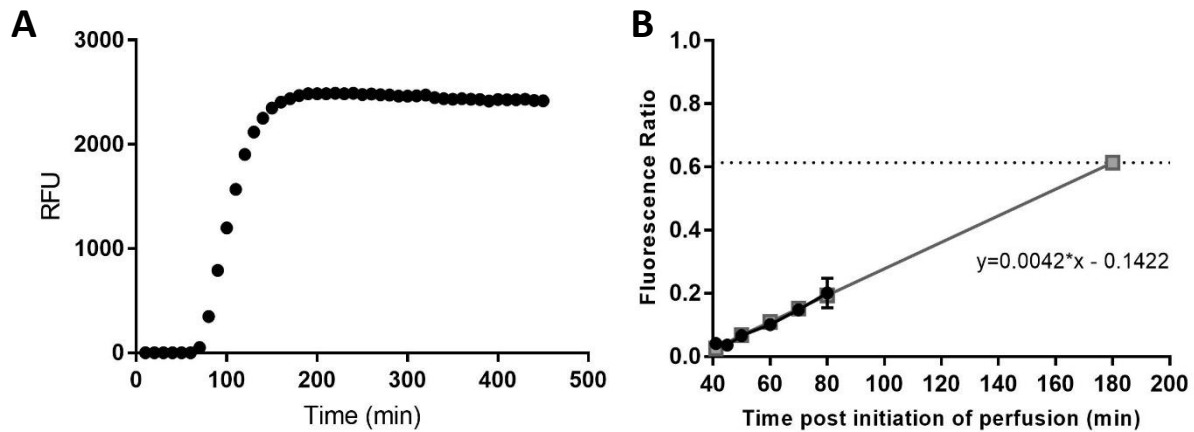 A
3000
2000
1000
0
RFU
0 100 200 300 400 500
Time (min)
B
1.0
0.8
0.6
0.4
0.2
0.0
Fluorescence Ratio
y=0.0042*x - 0.1422
40 60 80 100 120 140 160 180 200
Time post initiation of perfusion (min)